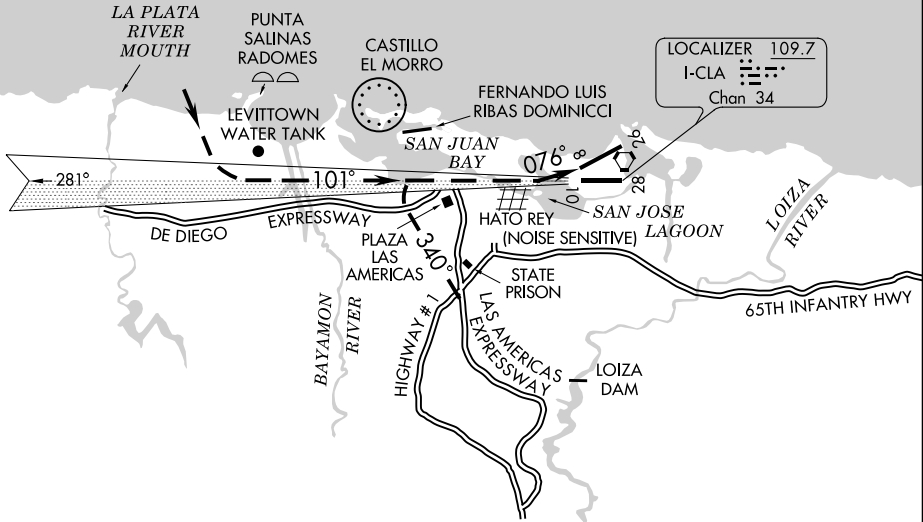 LA PLATA
RIVER
MOUTH
PUNTA
SALINAS
RADOMES
CASTILLO
EL MORRO
LOCALIZER 109.7
I-CLA
Chan 34
LEVITTOWN
WATER TANK
FERNANDO LUIS
RIBAS DOMINICCI
SAN JUAN
BAY
076°
8
26
281°
101°
10
28
DE DIEGO
EXPRESSWAY
PLAZA
LAS
AMERICAS
340°
HATO REY
(NOISE SENSITIVE)
SAN JOSE
LAGOON
LOIZA
RIVER
STATE
PRISON
65TH INFANTRY HWY
BAYAMON
RIVER
HIGHWAY # 1
LAS AMERICAS
EXPRESSWAY
LOIZA
DAM